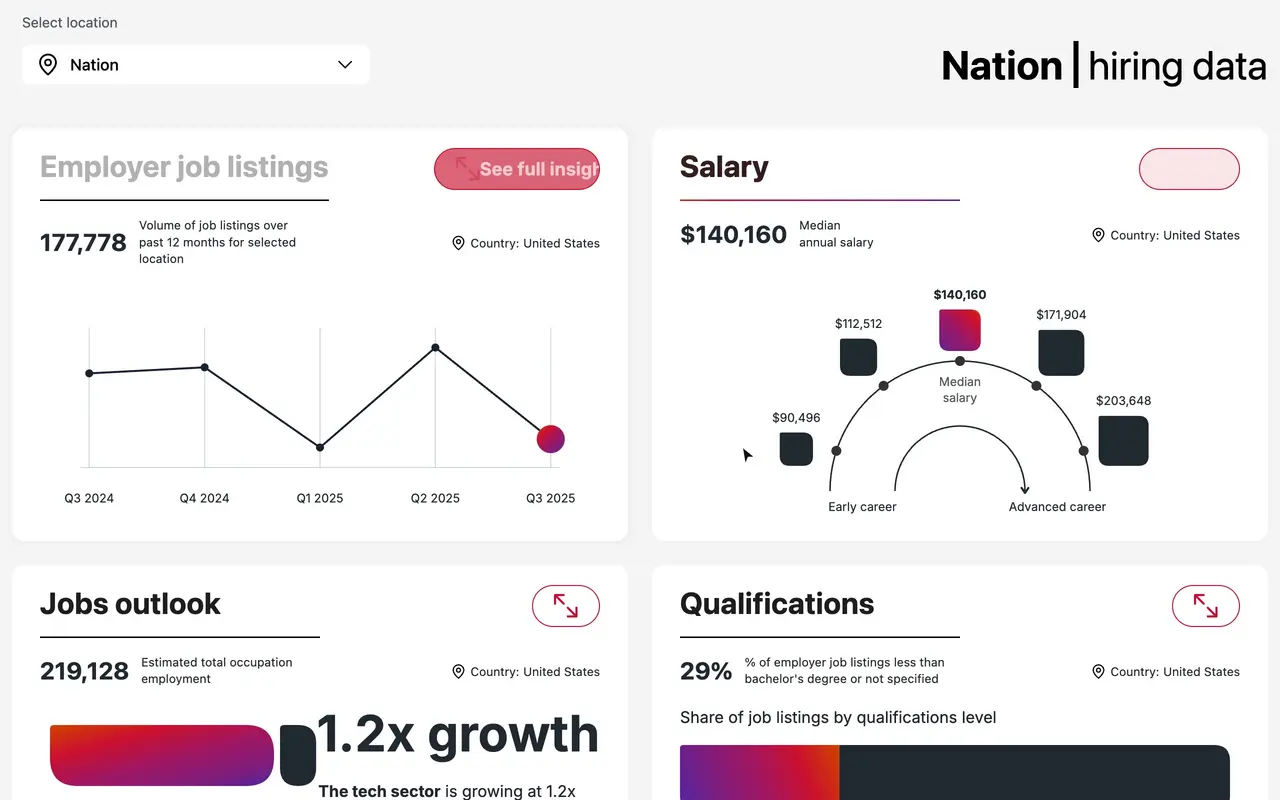 Select location
Nation
Nation | hiring data
Employer job listings
See full insigh
177,778
Volume of job listings over
past 12 months for selected
location
Country: United States
Q3 2024
Q4 2024
Q1 2025
Q2 2025
Q3 2025
Salary
$140,160
Median
annual salary
Country: United States
$140,160
$112,512
$171,904
Median
salary
$90,496
$203,648
Early career
Advanced career
Jobs outlook
219,128
Estimated total occupation
employment
Country: United States
1.2x growth
The tech sector is growing at 1.2x
Qualifications
29%
% of employer job listings less than
bachelor's degree or not specified
Country: United States
Share of job listings by qualifications level